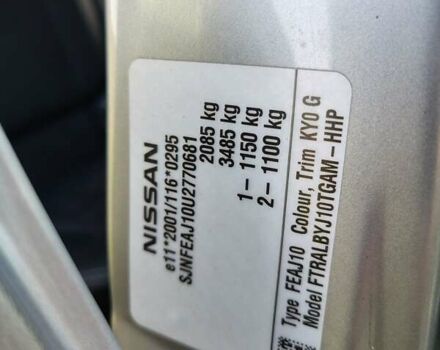 NISSAN
e11*2001/116*0295
SJNFEAJ10U2770681
2085 kg
3485 kg
1- 1150 kg
2- 1100 kg
Type FEAJ10 Colour, Trim KY0 G
Model FTRALBYJ10TGAM-HHP